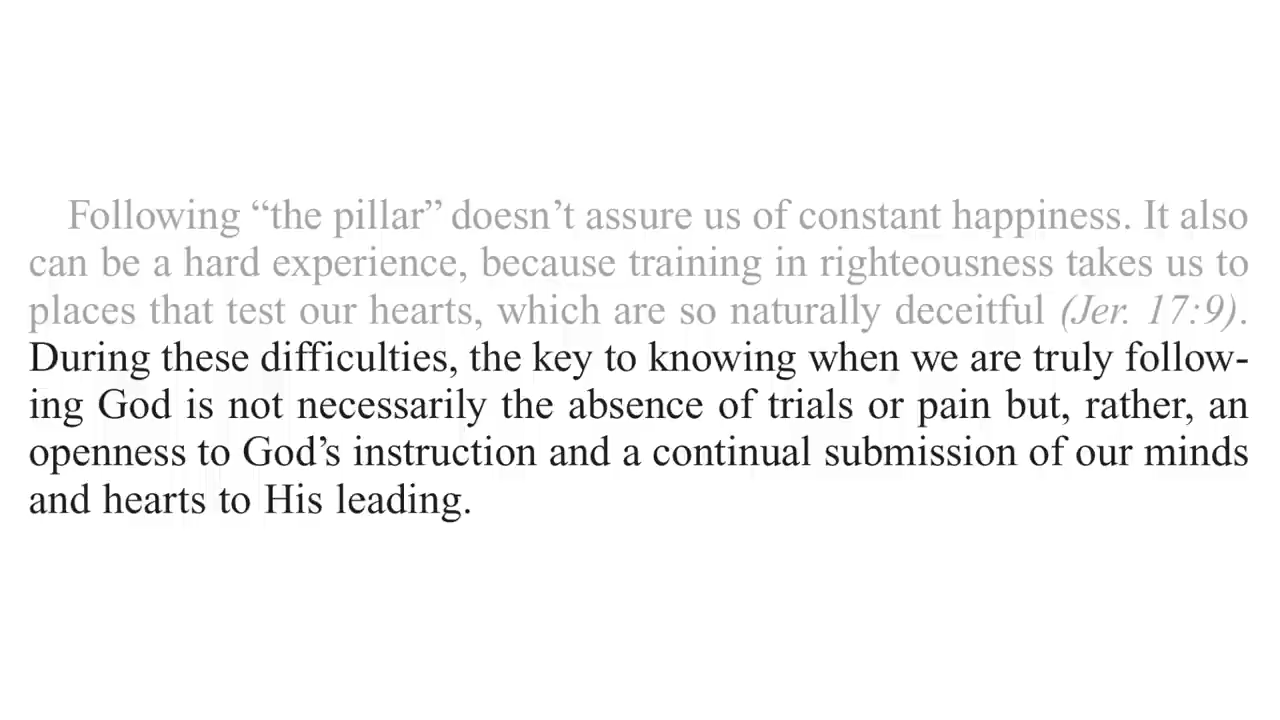 Following “the pillar” doesn’t assure us of constant happiness. It also
can be a hard experience, because training in righteousness takes us to
places that test our hearts, which are so naturally deceitful (Jer. 17:9).
During these difficulties, the key to knowing when we are truly follow-
ing God is not necessarily the absence of trials or pain but, rather, an
openness to God’s instruction and a continual submission of our minds
and hearts to His leading.